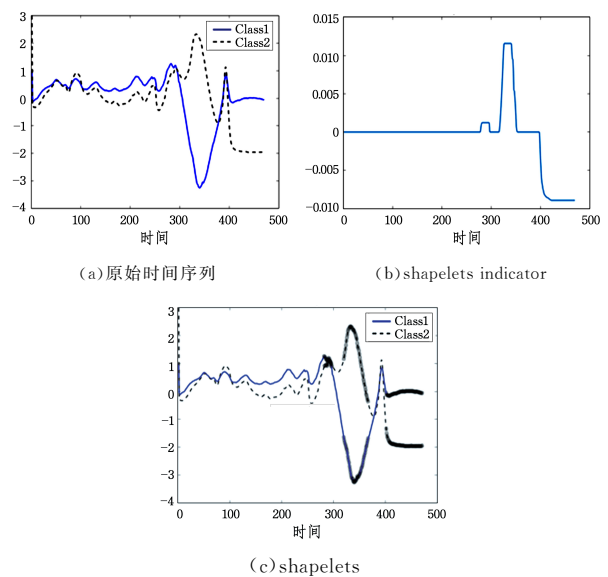 3
2
1
0
−1
−2
−3
−4
Class1
Class2
0 100 200 300 400 500
时间
(a)原始时间序列
0.015
0.010
0.005
0
−0.005
−0.010
0 100 200 300 400 500
时间
(b)shapelets indicator
3
2
1
0
−1
−2
−3
−4
Class1
Class2
0 100 200 300 400 500
时间
(c)shapelets